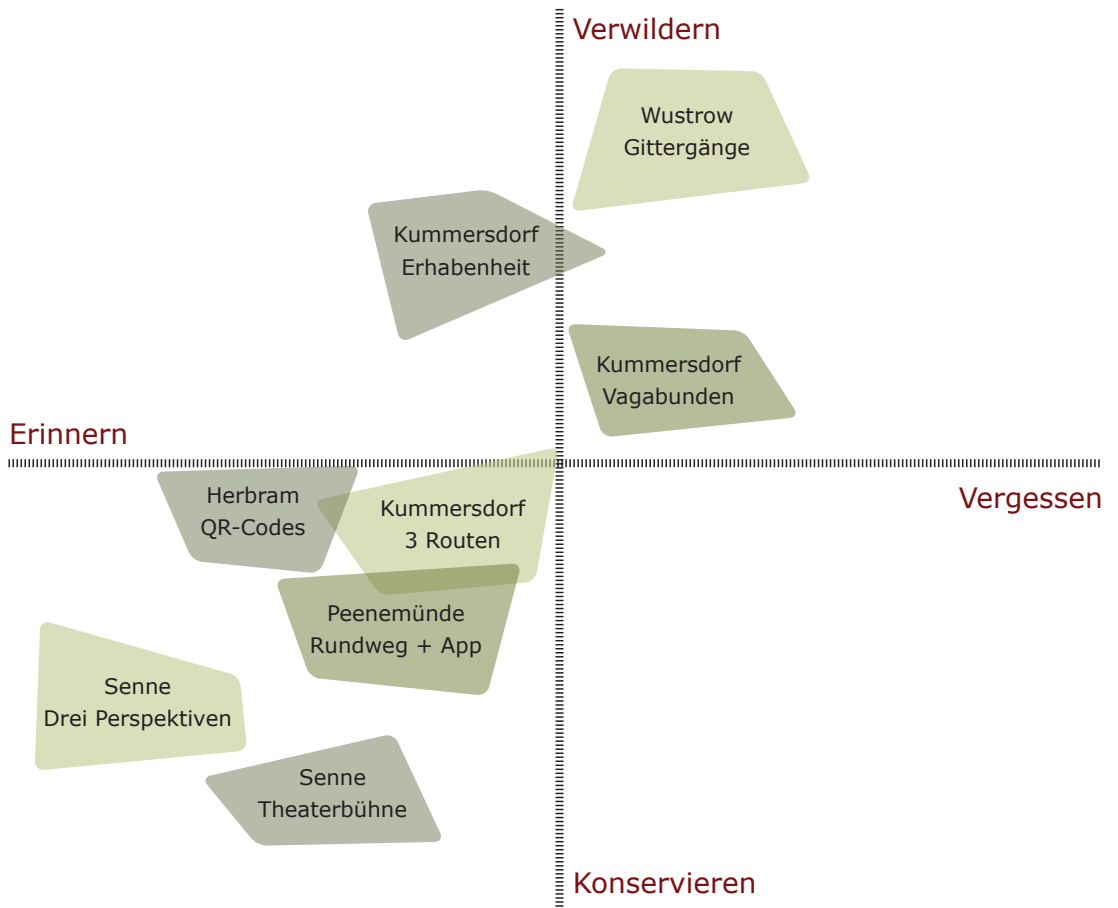 Verwildern
Wustrow
Gittergänge
Kummersdorf
Erhabenheit
Kummersdorf
Vagabunden
Erinnern
Vergessen
Herbram
QR-Codes
Kummersdorf
3 Routen
Peenemünde
Rundweg + App
Senne
Drei Perspektiven
Senne
Theaterbühne
Konservieren